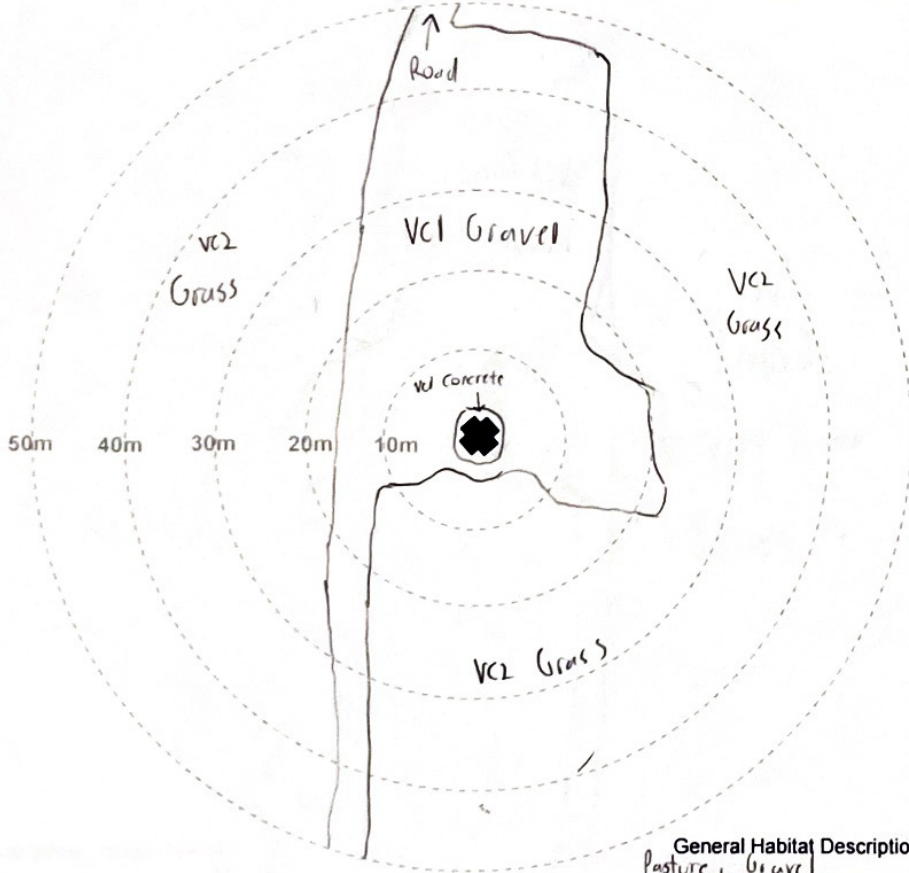 Road
VC1 Gravel
VC2
Grass
VC2
Grass
VC1 Concrete
50m 40m 30m 20m 10m
VC2 Grass
General Habitat Descriptio
Pasture, Gravel